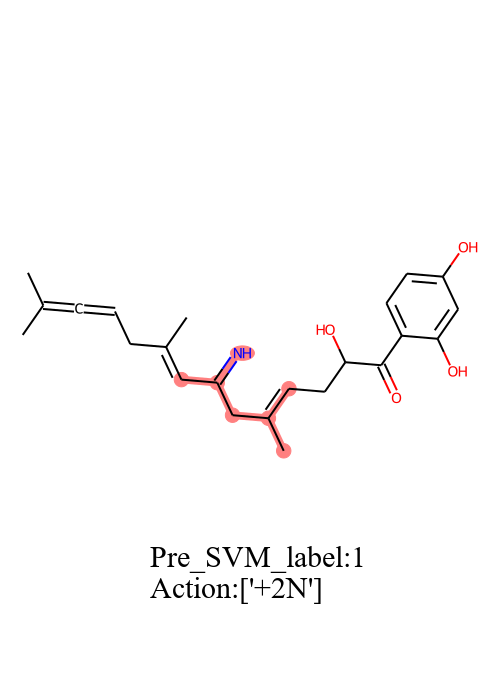 OH
HO
C
NH
OH
O
Pre_SVM_label:1
Action:['+2N']